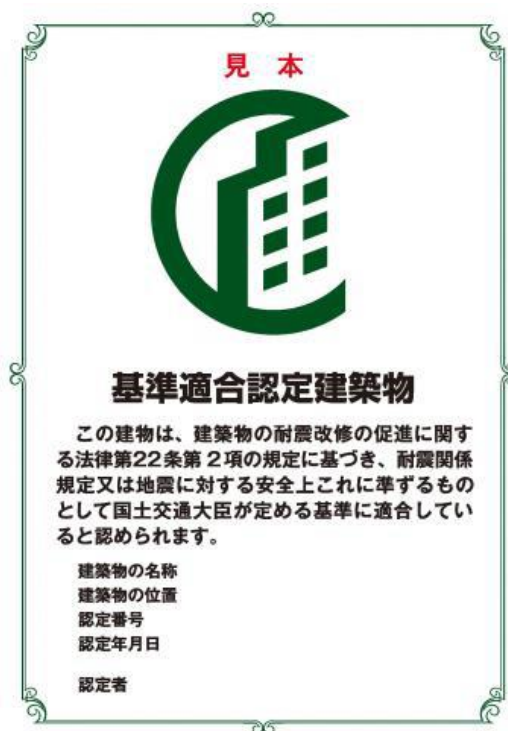 見 本
基準適合認定建築物
この建物は、建築物の耐震改修の促進に関す
る法律第22条第２項の規定に基づき、耐震関係
規定又は地震に対する安全上これに準ずるもの
として国土交通大臣が定める基準に適合してい
ると認められます。
建築物の名称
建築物の位置
認定番号
認定年月日
認定者